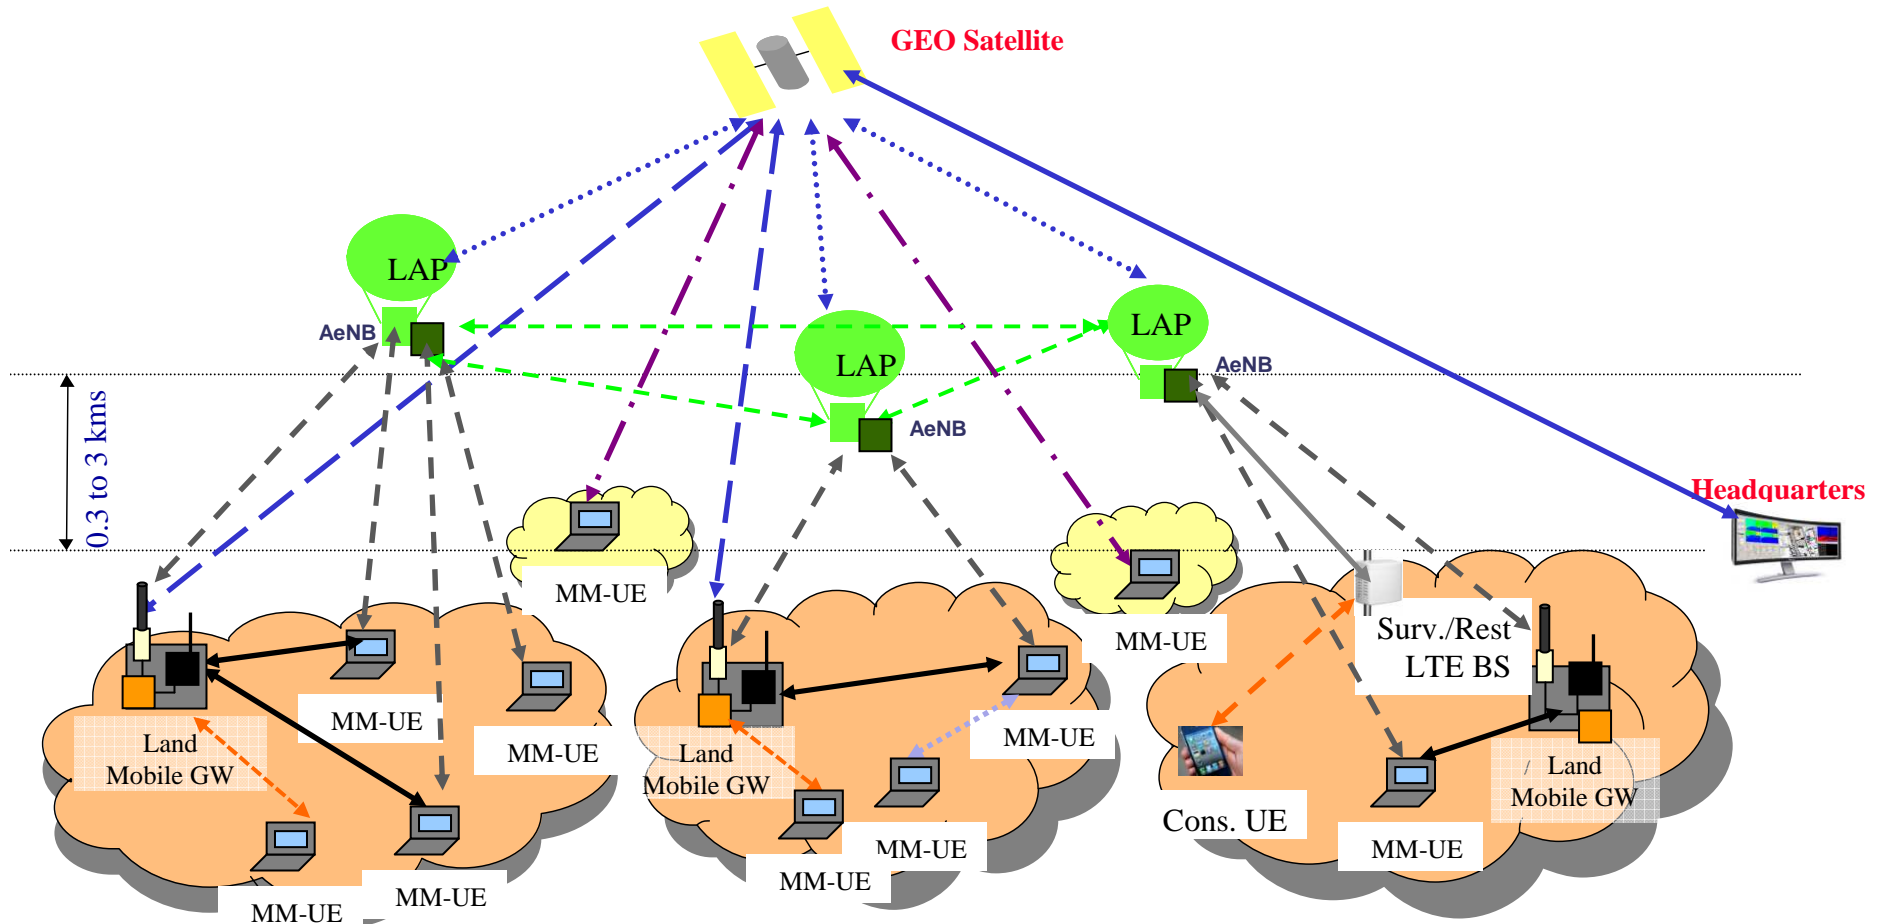 GEO Satellite
LAP
AeNB
LAP
AeNB
LAP
AeNB
0.3 to 3 kms
Headquarters
MM-UE
MM-UE
Surv./Rest
LTE BS
MM-UE
MM-UE
Land
Mobile GW
MM-UE
MM-UE
MM-UE
Land
Mobile GW
MM-UE
MM-UE
Cons. UE
MM-UE
Land
Mobile GW
MM-UE